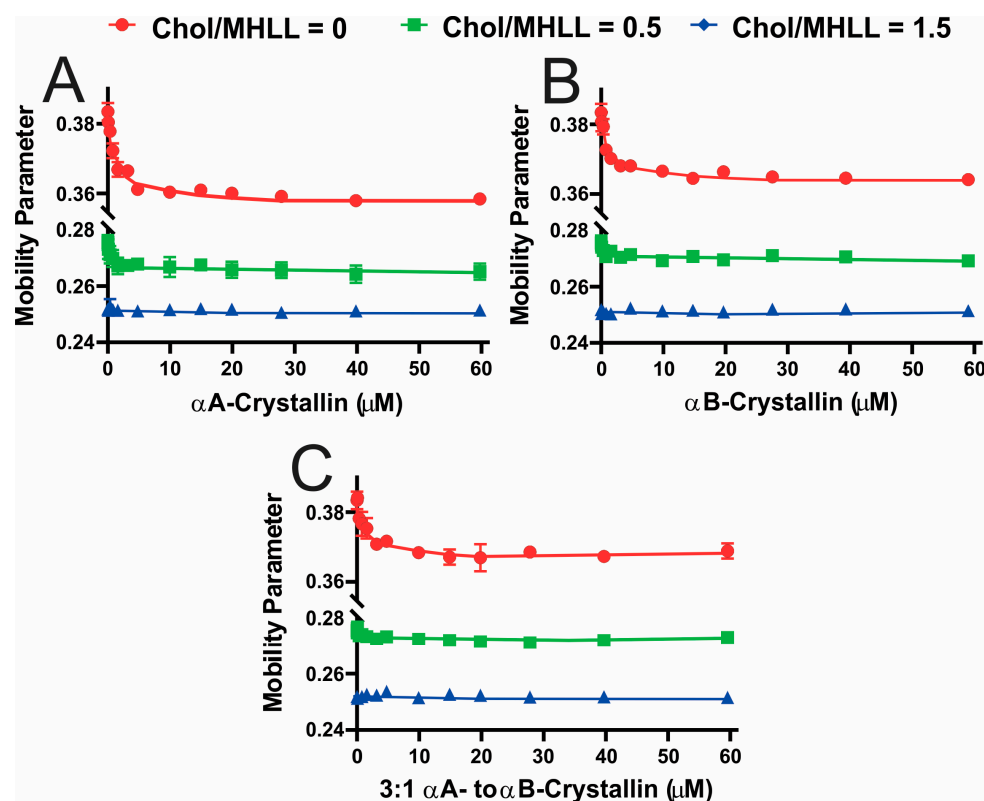 Chol/MHLL = 0 Chol/MHLL = 0.5 Chol/MHLL = 1.5
A
Mobility Parameter
0.38
0.36
0.28
0.26
0.24
0 10 20 30 40 50 60
αA-Crystallin (μM)
B
Mobility Parameter
0.38
0.36
0.28
0.26
0.24
0 10 20 30 40 50 60
αB-Crystallin (μM)
C
Mobility Parameter
0.38
0.36
0.28
0.26
0.24
0 10 20 30 40 50 60
3:1 αA- to αB-Crystallin (μM)